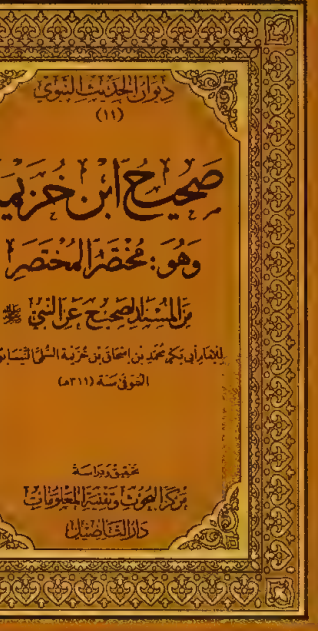 ديوان الحديث النبوي
(١١)
صحيح ابن خزيمة
وهو: مختصر المختصر
من المسند الصحيح عن النبي ﷺ
للإمام أبي بكر محمد بن إسحاق بن خزيمة السلمي النيسابوري
المتوفى سنة (٣١١هـ)
تحقيق ودراسة
مركز البحوث وتقنية المعلومات
دار التأصيل